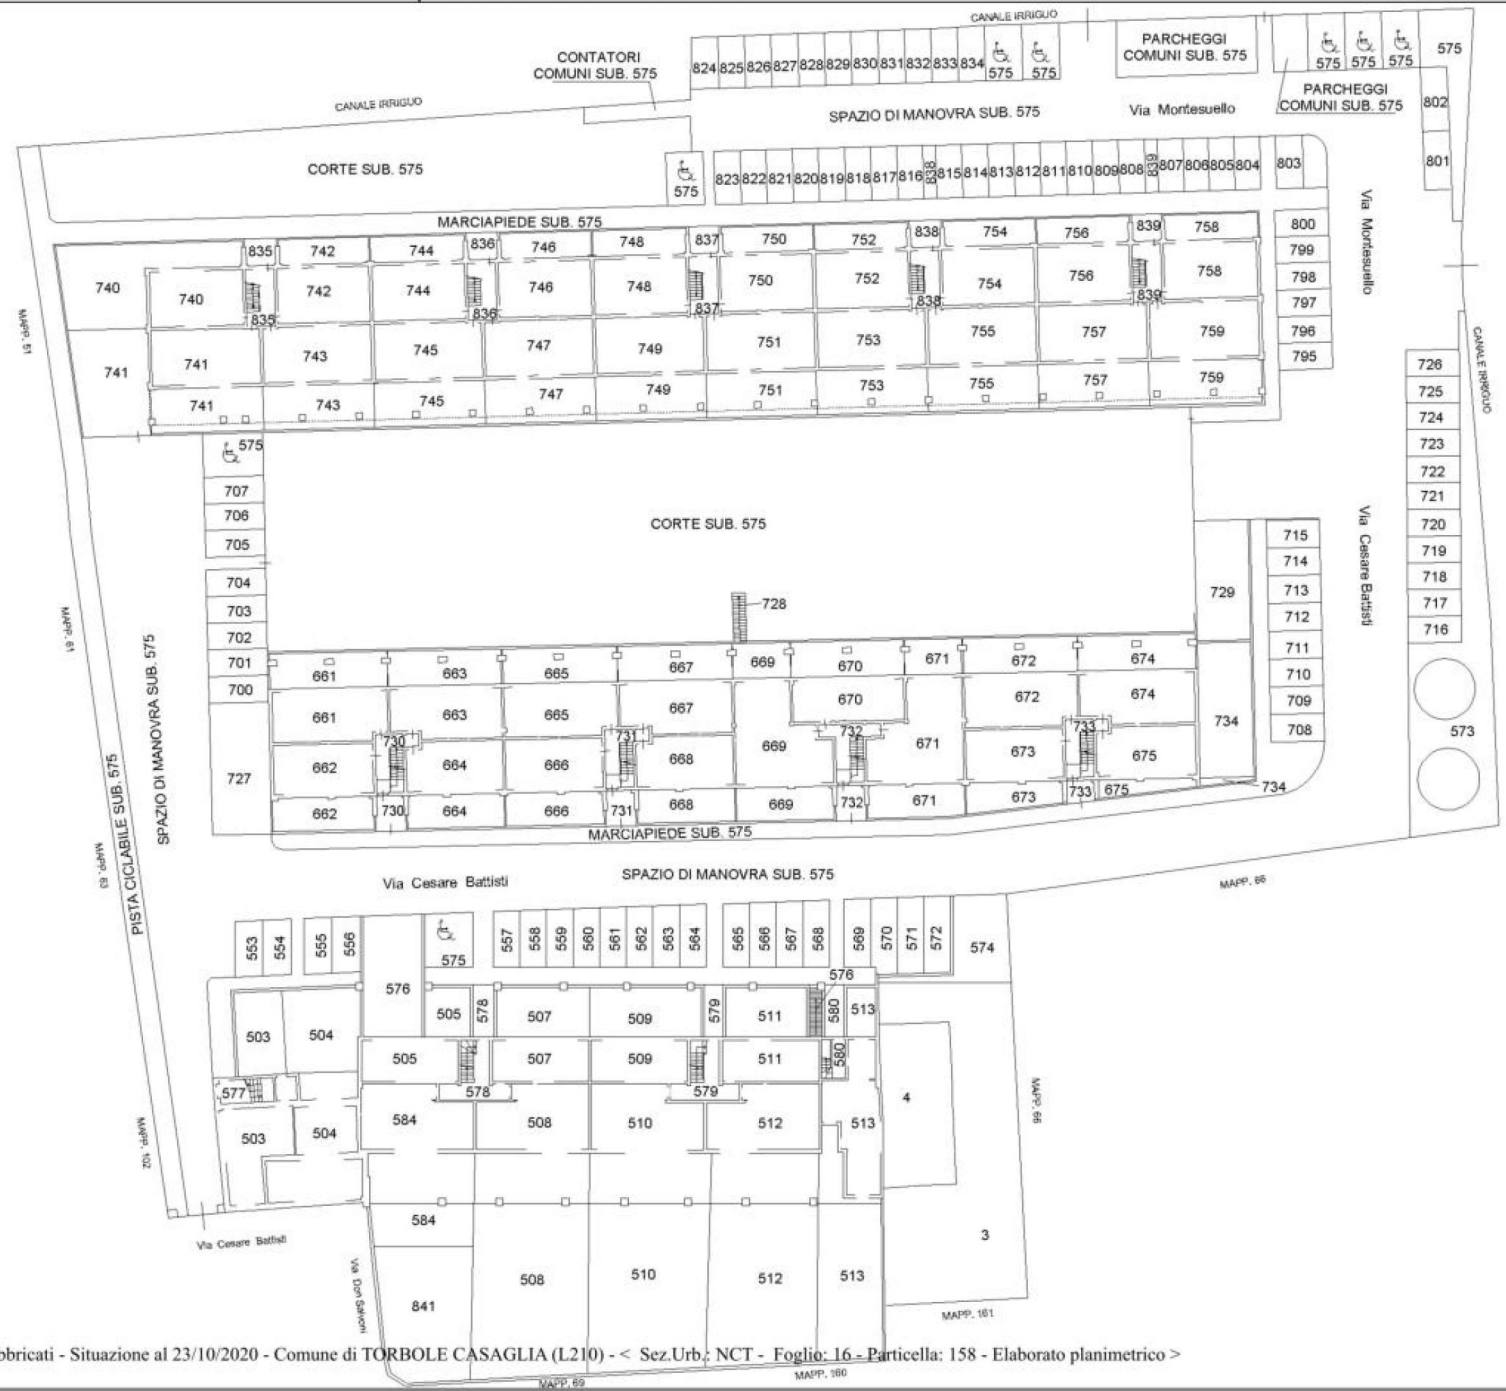 CANALE IRRIGUO
CONTATORI
COMUNI SUB. 575
824 825 826 827 828 829 830 831 832 833 834
575 575
PARCHEGGI
COMUNI SUB. 575
575 575 575
575
PARCHEGGI
COMUNI SUB. 575
802
CANALE IRRIGUO
SPAZIO DI MANOVRA SUB. 575
Via Montesuello
CORTE SUB. 575
575
823 822 821 820 819 818 817 816 838 815 814 813 812 811 810 809 808 839 807 806 805 804 803
801
MARCIAPIEDE SUB. 575
Via Montesuello
835 742 744 836 746 748 837 750 752 838 754 756 839 758
800
799
798
797
796
795
740 740 742 744 746 748 750 752 754 756 758
835 836 837 838 839
MAPP. 51
741 741 743 745 747 749 751 753 755 757 759
741 743 745 747 749 751 753 755 757 759
CANALE IRRIGUO
726
725
724
723
722
721
720
719
718
717
716
575
707
706
705
704
703
702
701
700
CORTE SUB. 575
Via Cesare Battisti
729
715
714
713
712
711
710
709
708
728
MAPP. 61
SPAZIO DI MANOVRA SUB. 575
PISTA CICLABILE SUB. 575
661 663 665 667 669 670 671 672 674
661 663 665 667 670 672 674
734
573
730 731 732 733
727
662 664 666 668 669 671 673 675
662 730 664 666 731 668 669 732 671 673 733 675
734
MARCIAPIEDE SUB. 575
MAPP. 63
Via Cesare Battisti
SPAZIO DI MANOVRA SUB. 575
MAPP. 66
553 554 555 556
575
557 558 559 560 561 562 563 564 565 566 567 568 569 570 571 572
574
576
576
503 504 505 578 507 509 579 511 580 513
505 507 509 511 580
577
578 579
MAPP. 102
503 504 584 508 510 512 513
4
MAPP. 66
584
3
Via Cesare Battisti
Via Don Salvoni
841 508 510 512 513
MAPP. 161
bbricati - Situazione al 23/10/2020 - Comune di TORBOLE CASAGLIA (L210) - < Sez.Urb.: NCT - Foglio: 16 - Particella: 158 - Elaborato planimetrico >
MAPP. 69
MAPP. 160